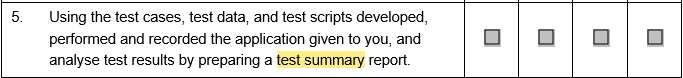 5. Using the test cases, test data, and test scripts developed,
performed and recorded the application given to you, and
analyse test results by preparing a test summary report.